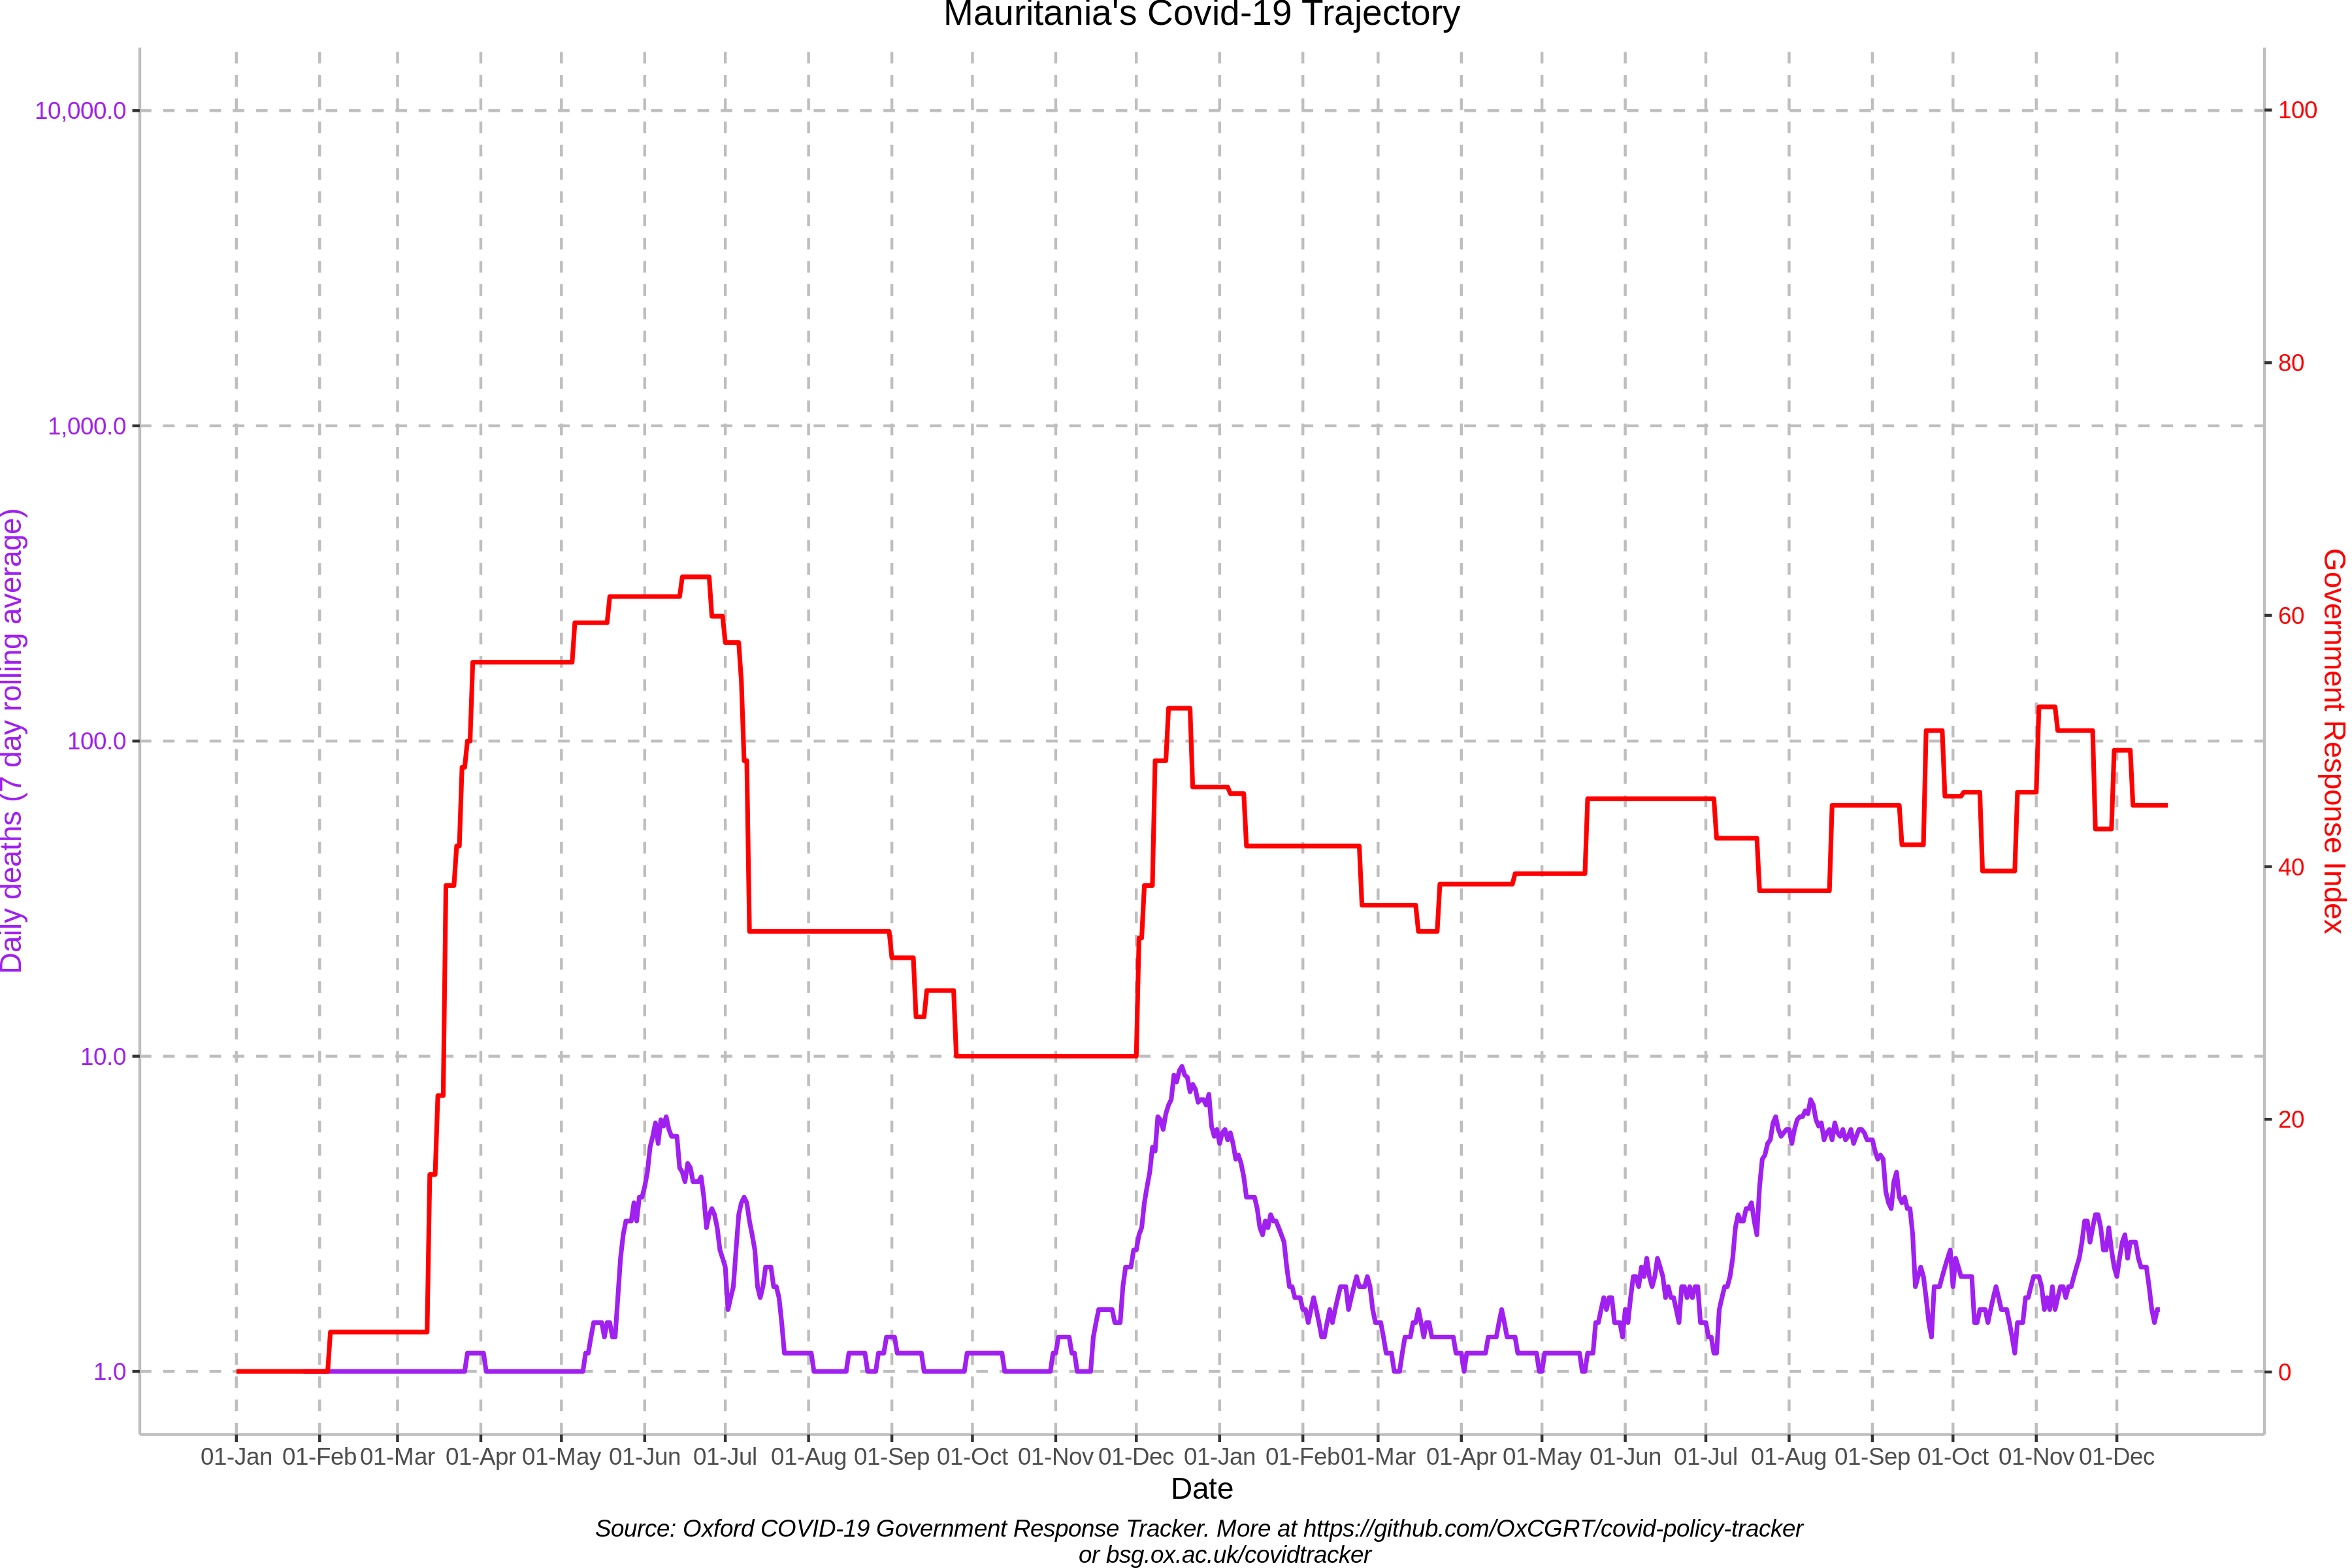 Mauritania's Covid-19 Trajectory
Daily deaths (7 day rolling average)
10,000.0
1,000.0
100.0
10.0
1.0
Government Response Index
100
80
60
40
20
0
01-Jan 01-Feb 01-Mar 01-Apr 01-May 01-Jun 01-Jul 01-Aug 01-Sep 01-Oct 01-Nov 01-Dec 01-Jan 01-Feb 01-Mar 01-Apr 01-May 01-Jun 01-Jul 01-Aug 01-Sep 01-Oct 01-Nov 01-Dec
Date
Source: Oxford COVID-19 Government Response Tracker. More at https://github.com/OxCGRT/covid-policy-tracker
or bsg.ox.ac.uk/covidtracker